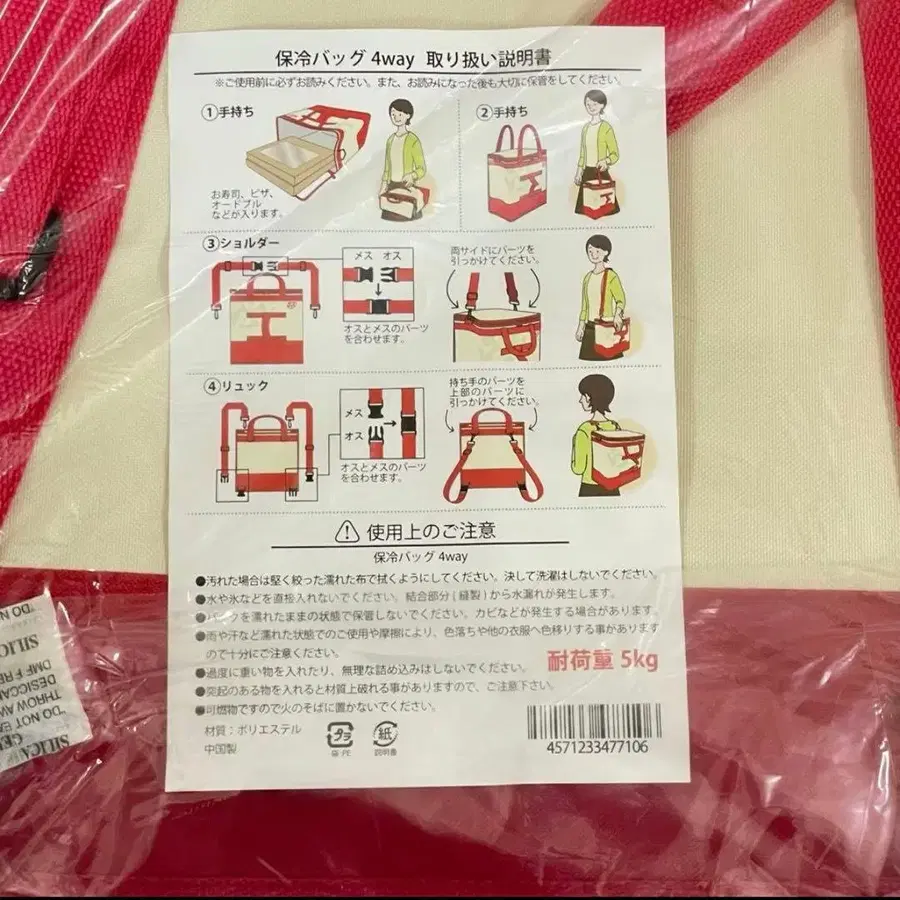 保冷バッグ 4way 取り扱い説明書
※ご使用前に必ずお読みください。また、お読みになった後も大切に保管をしてください。
①手持ち
お寿司、ピザ、
オードブル
などが入ります。
②手持ち
③ショルダー
メス オス
オスとメスのパーツ
を合わせます。
両サイドにパーツを
引っかけてください。
④リュック
メス
オス
オスとメスのパーツ
を合わせます。
持ち手のパーツを
上部のパーツに
引っかけてください。
使用上のご注意
保冷バッグ 4way
●汚れた場合は堅く絞った濡れた布で拭くようにしてください。決して洗濯はしないでください。
●水や氷などを直接入れないでください。結合部分(縫製)から水漏れが発生します。
●バックを濡れたままの状態で保管しないでください。カビなどが発生する場合があります。
●雨や汗など濡れた状態でのご使用や摩擦により、色落ちや他の衣服へ色移りする事があります
ので十分にご注意ください。
●過度に重い物を入れたり、無理な詰め込みはしないでください。
耐荷重 5kg
●突起のある物を入れると材質上破れる事がありますので、ご注意下さい。
●可燃物ですので火のそばに置かないでください。
材質：ポリエステル
中国製
プラ
袋 PE
紙
説明書
4571233477106
SILICA
GEL
"DO NOT EAT
THROW AW
DESICCA
DMF F RE
SILICO
"DO N